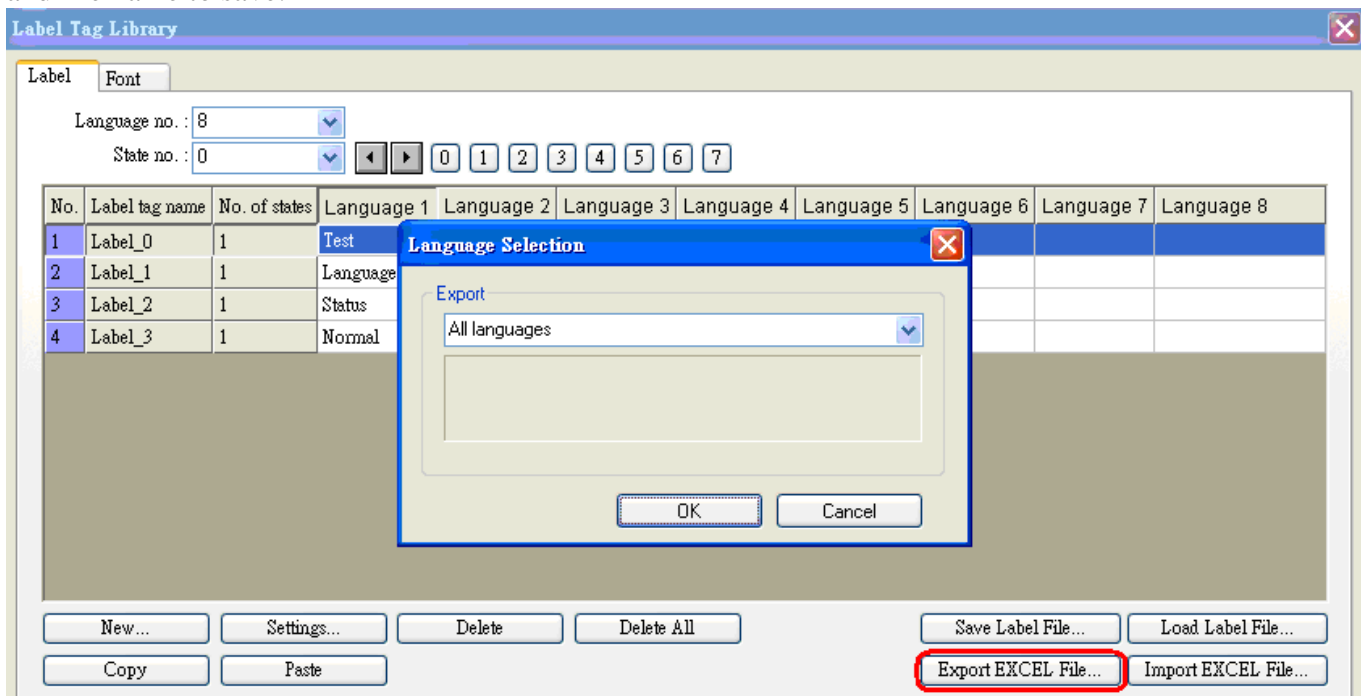 Label Tag Library
Label Font
Language no. : 8
State no. : 0 0 1 2 3 4 5 6 7
No. Label tag name No. of states Language 1 Language 2 Language 3 Language 4 Language 5 Language 6 Language 7 Language 8
1 Label_0 1 Test
2 Label_1 1 Language
3 Label_2 1 Status
4 Label_3 1 Normal
Language Selection
Export
All languages
OK Cancel
New... Settings... Delete Delete All Save Label File... Load Label File...
Copy Paste Export EXCEL File... Import EXCEL File...